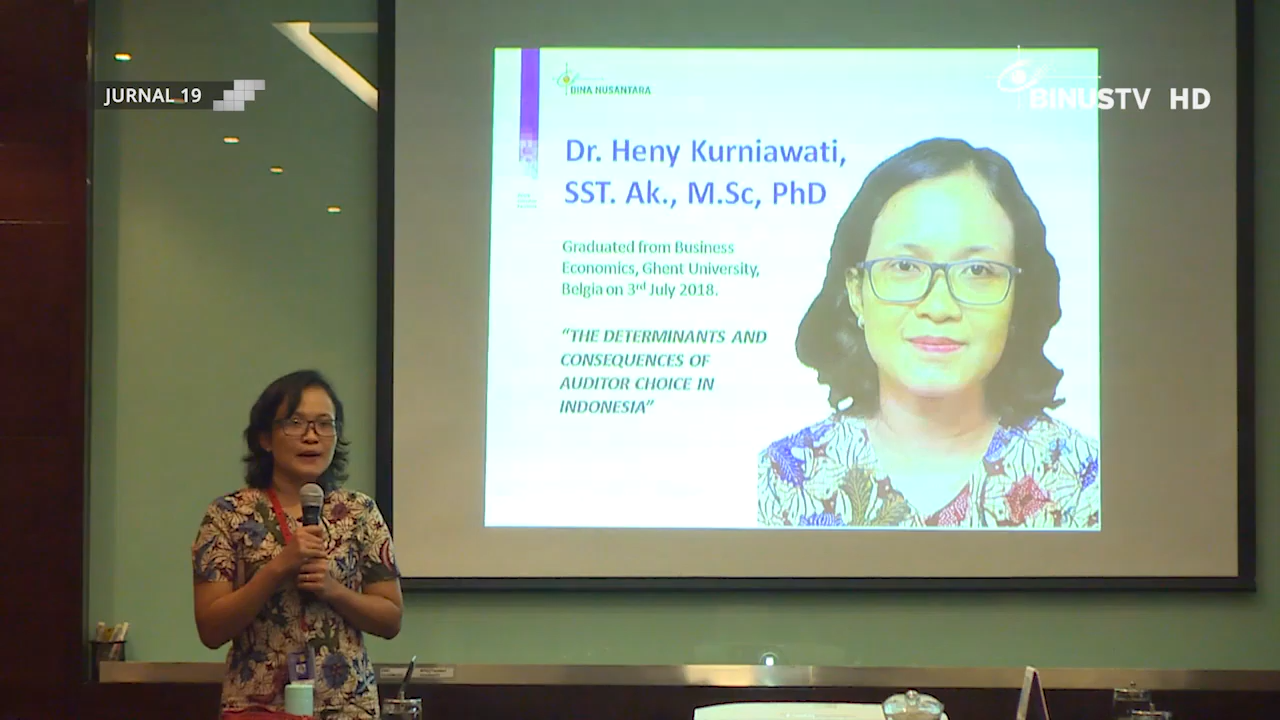 JURNAL 19
BINUSTV HD
BINA NUSANTARA
Dr. Heny Kurniawati,
SST. Ak., M.Sc, PhD
Graduated from Business
Economics, Ghent University,
Belgia on 3rd July 2018.
“THE DETERMINANTS AND
CONSEQUENCES OF
AUDITOR CHOICE IN
INDONESIA”